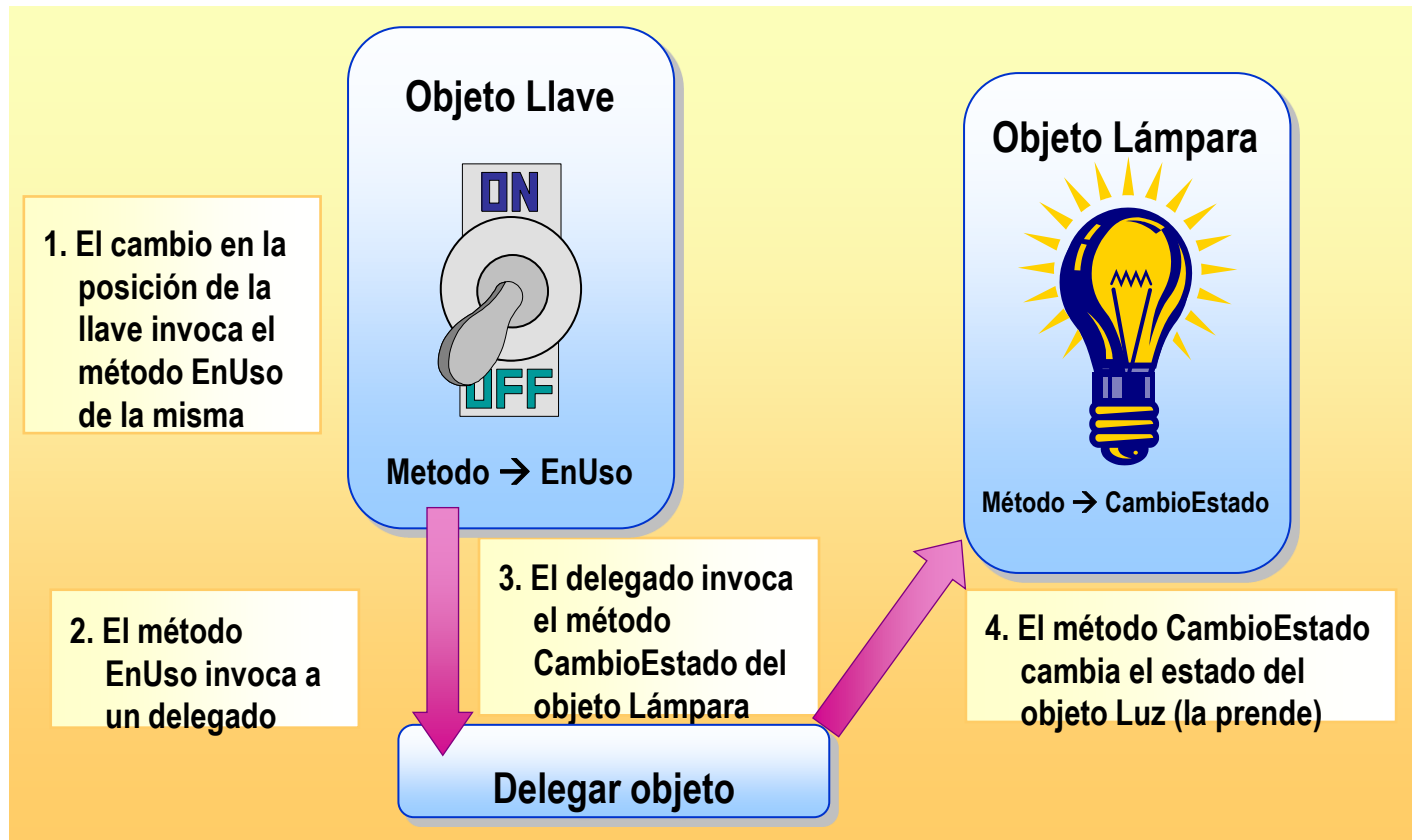 Objeto Llave
ON
OFF
Metodo → EnUso
Objeto Lámpara
Método → CambioEstado
1. El cambio en la
posición de la
llave invoca el
método EnUso
de la misma
2. El método
EnUso invoca a
un delegado
3. El delegado invoca
el método
CambioEstado del
objeto Lámpara
4. El método CambioEstado
cambia el estado del
objeto Luz (la prende)
Delegar objeto